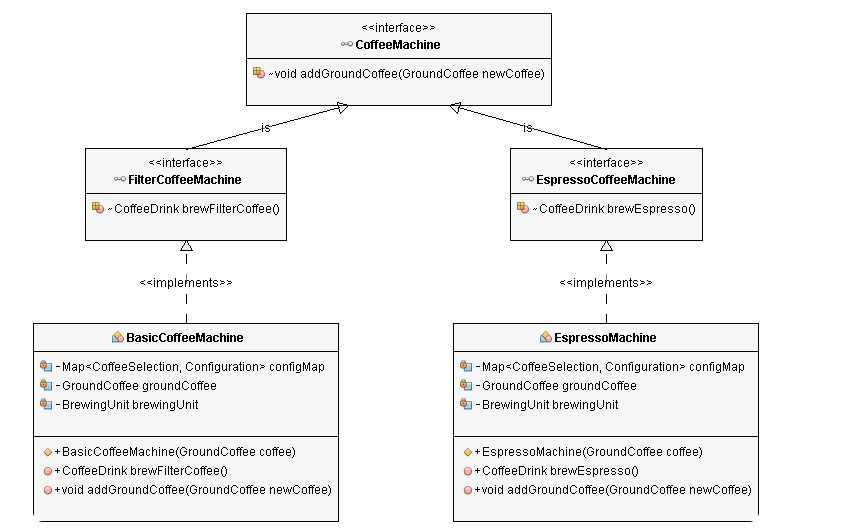 <<interface>>
CoffeeMachine
~void addGroundCoffee(GroundCoffee newCoffee)
is
is
<<interface>>
FilterCoffeeMachine
~CoffeeDrink brewFilterCoffee()
<<interface>>
EspressoCoffeeMachine
~CoffeeDrink brewEspresso()
<<implements>>
<<implements>>
BasicCoffeeMachine
-Map<CoffeeSelection, Configuration> configMap
-GroundCoffee groundCoffee
-BrewingUnit brewingUnit
+BasicCoffeeMachine(GroundCoffee coffee)
+CoffeeDrink brewFilterCoffee()
+void addGroundCoffee(GroundCoffee newCoffee)
EspressoMachine
-Map<CoffeeSelection, Configuration> configMap
-GroundCoffee groundCoffee
-BrewingUnit brewingUnit
+EspressoMachine(GroundCoffee coffee)
+CoffeeDrink brewEspresso()
+void addGroundCoffee(GroundCoffee newCoffee)